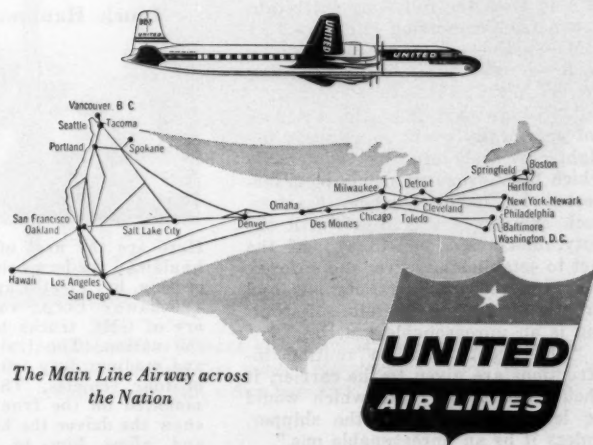 UNITED
UNITED
UNITED
Vancouver B C.
Seattle
Tacoma
Portland
Spokane
San Francisco
Oakland
Salt Lake City
Denver
Omaha
Des Moines
Milwaukee
Chicago
Detroit
Toledo
Cleveland
Springfield
Boston
Hartford
New York-Newark
Philadelphia
Baltimore
Washington, D.C.
Hawaii
Los Angeles
San Diego
The Main Line Airway across
the Nation
UNITED
AIR LINES